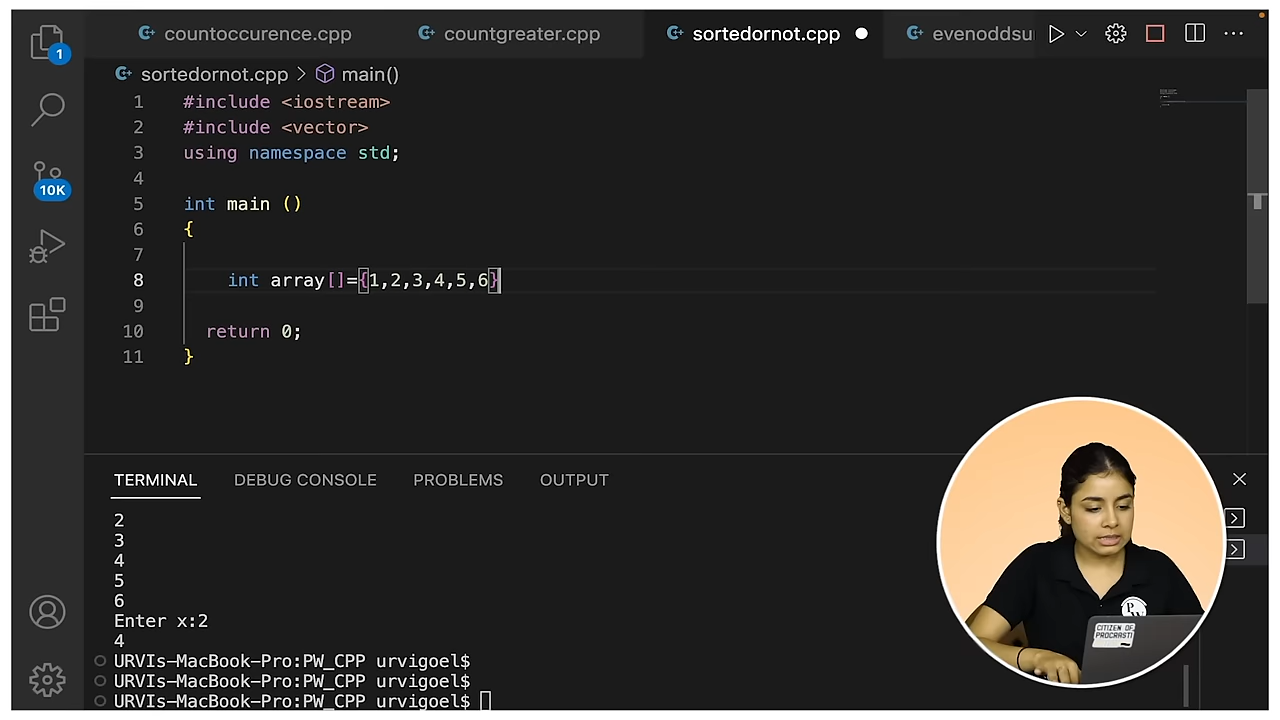 1
countoccurence.cpp
countgreater.cpp
sortedornot.cpp
evenoddsu
sortedornot.cpp > main()
1 #include <iostream>
2 #include <vector>
3 using namespace std;
4
5 int main ()
6 {
7
8 int array[]={1,2,3,4,5,6}
9
10 return 0;
11 }
10K
TERMINAL
DEBUG CONSOLE
PROBLEMS
OUTPUT
2
3
4
5
6
Enter x:2
4
URVIs-MacBook-Pro:PW_CPP urvigoel$
URVIs-MacBook-Pro:PW_CPP urvigoel$
URVIs-MacBook-Pro:PW_CPP urvigoel$
PW
CITIZEN OF
PROCRASTI